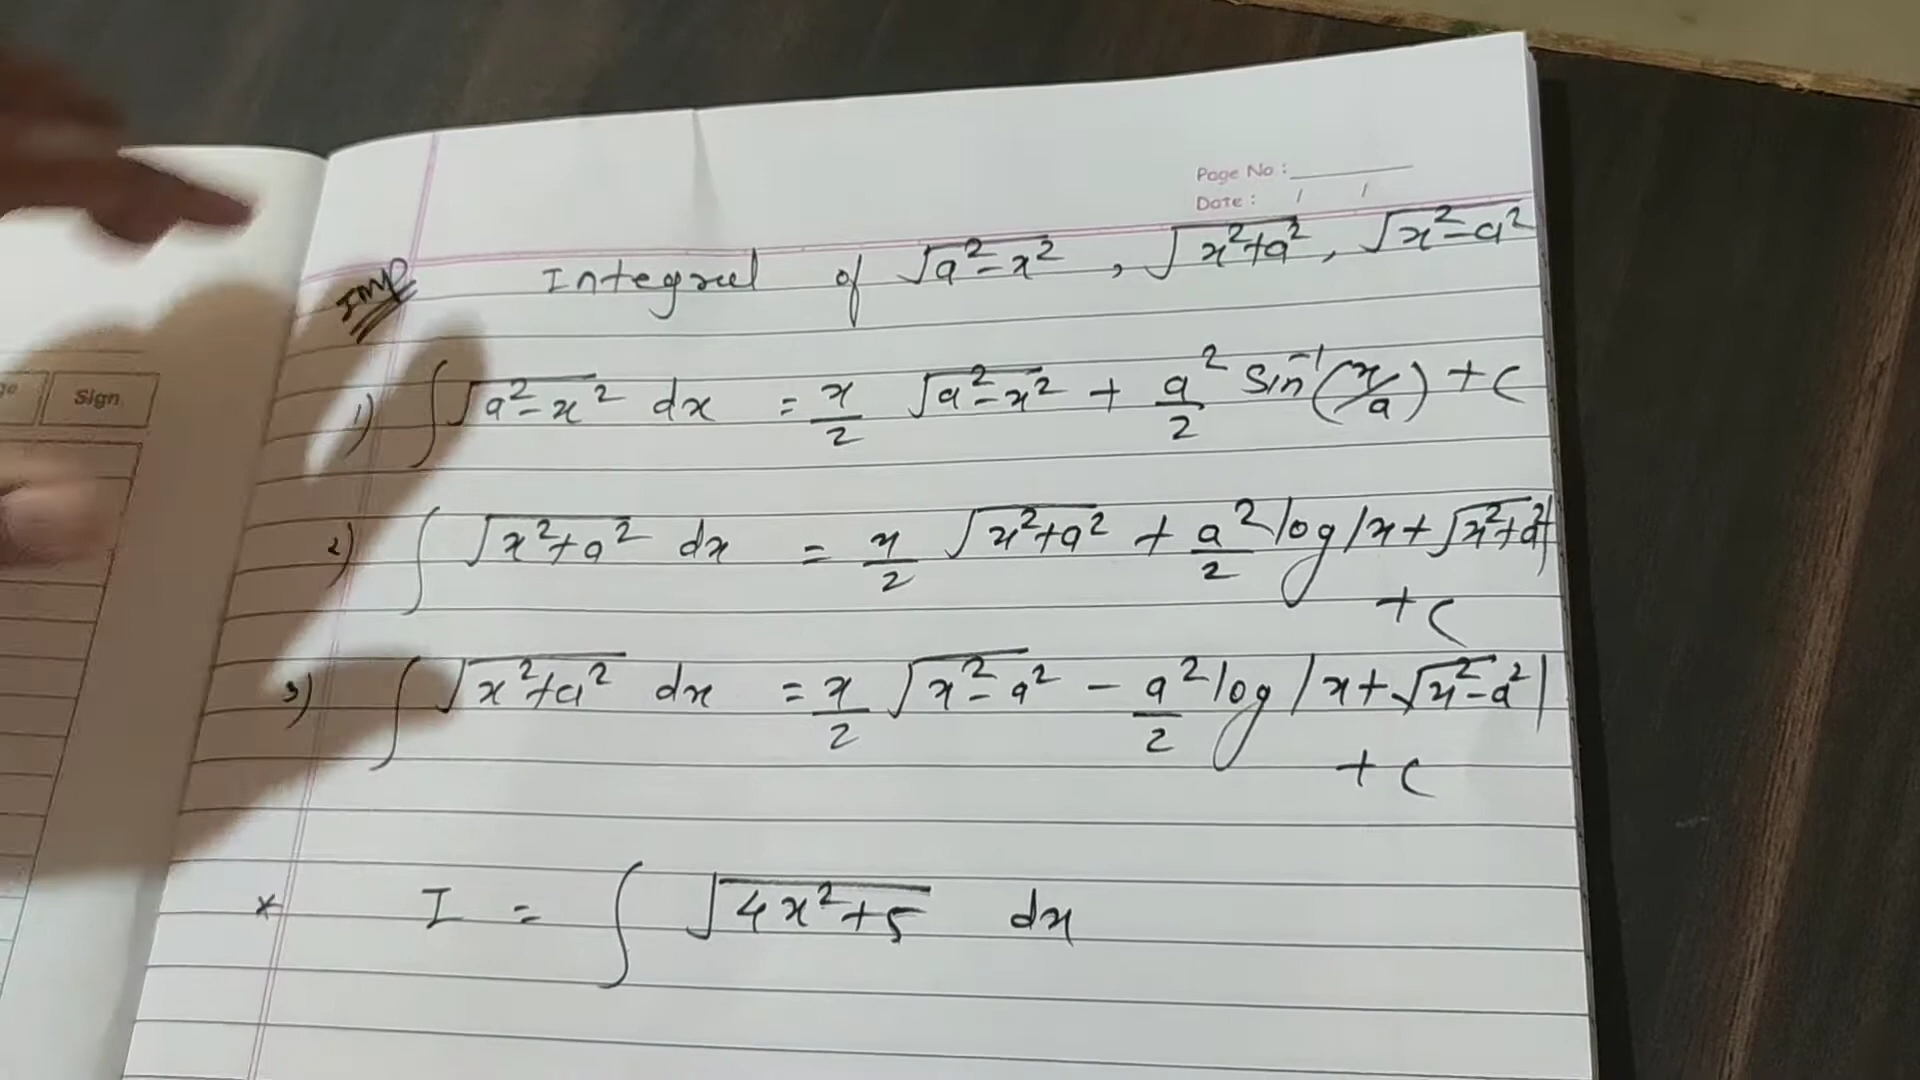 Page No :
Date : / /
Imp Integral of √a²-x² , √x²+a² , √x²-a²
Sign
1) ∫ √a²-x² dx = x/2 √a²-x² + a²/2 sin⁻¹(x/a) + C
2) ∫ √x²+a² dx = x/2 √x²+a² + a²/2 log |x + √x²+a²|
+ C
3) ∫ √x²+a² dx = x/2 √x²-a² - a²/2 log |x + √x²-a²|
+ C
* I = ∫ √4x²+5 dx